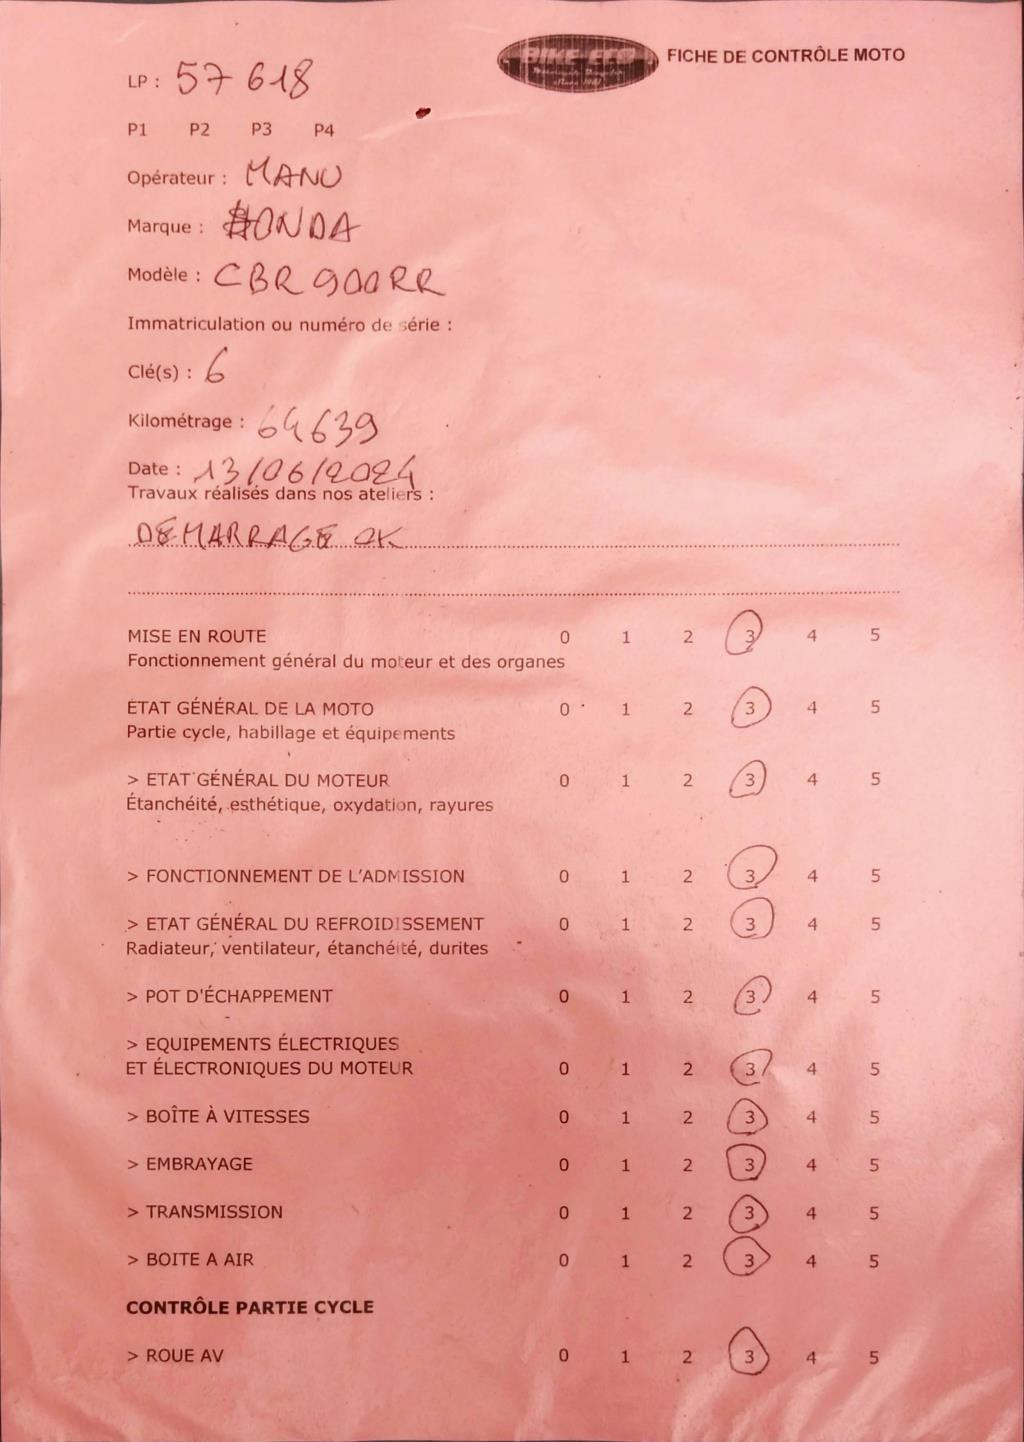 BIKE ECO
FICHE DE CONTRÔLE MOTO
LP : 57618
P1 P2 P3 P4
Opérateur : MANU
Marque : HONDA
Modèle : CBR 900RR
Immatriculation ou numéro de série :
Clé(s) : 6
Kilométrage : 64639
Date : 13/06/2024
Travaux réalisés dans nos ateliers :
DEMARRAGE OK
MISE EN ROUTE 0 1 2 3 4 5
Fonctionnement général du moteur et des organes
ÉTAT GÉNÉRAL DE LA MOTO 0 1 2 3 4 5
Partie cycle, habillage et équipements
> ETAT GÉNÉRAL DU MOTEUR 0 1 2 3 4 5
Étanchéité, esthétique, oxydation, rayures
> FONCTIONNEMENT DE L'ADMISSION 0 1 2 3 4 5
> ETAT GÉNÉRAL DU REFROIDISSEMENT 0 1 2 3 4 5
Radiateur, ventilateur, étanchéité, durites
> POT D'ÉCHAPPEMENT 0 1 2 3 4 5
> EQUIPEMENTS ÉLECTRIQUES
ET ÉLECTRONIQUES DU MOTEUR 0 1 2 3 4 5
> BOÎTE À VITESSES 0 1 2 3 4 5
> EMBRAYAGE 0 1 2 3 4 5
> TRANSMISSION 0 1 2 3 4 5
> BOITE A AIR 0 1 2 3 4 5
CONTRÔLE PARTIE CYCLE
> ROUE AV 0 1 2 3 4 5